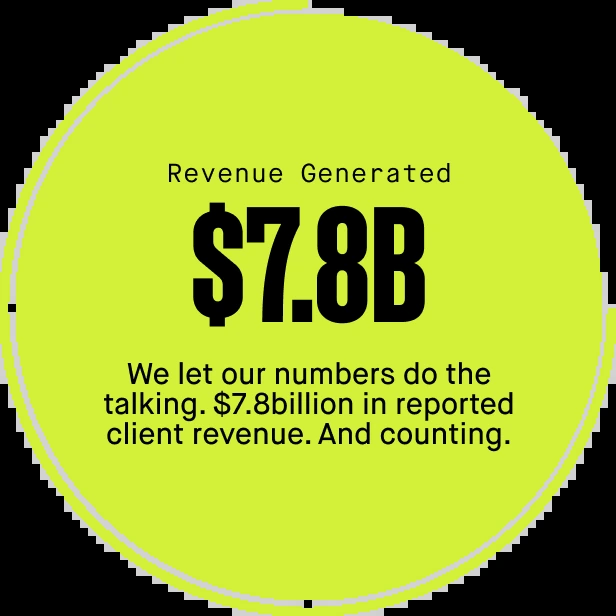 Revenue Generated
$7.8B
We let our numbers do the
talking. $7.8billion in reported
client revenue. And counting.